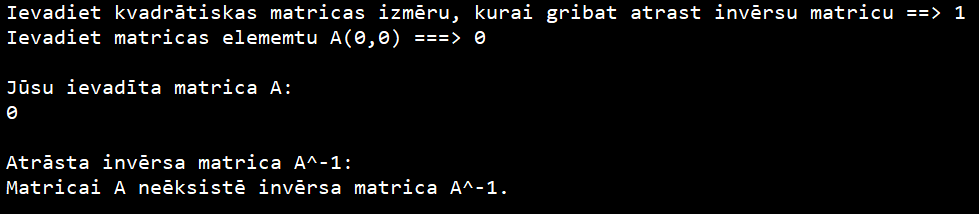 Ievadiet kvadrātiskas matricas izmēru, kurai gribat atrast invērsu matricu ==> 1
Ievadiet matricas elememtu A(0,0) ===> 0
Jūsu ievadīta matrica A:
0
Atrāsta invērsa matrica A^-1:
Matricai A neēksistē invērsa matrica A^-1.